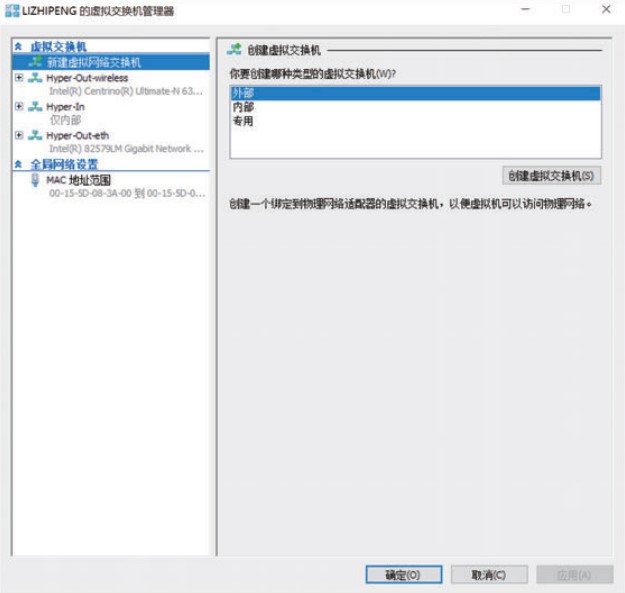 LIZHIPENG 的虚拟交换机管理器
虚拟交换机
新建虚拟网络交换机
Hyper-Out-wireless
Intel(R) Centrino(R) Ultimate-N 63...
Hyper-In
仅内部
Hyper-Out-eth
Intel(R) 82579LM Gigabit Network ...
全局网络设置
MAC 地址范围
00-15-5D-08-3A-00 到 00-15-5D-0...
创建虚拟交换机
你要创建哪种类型的虚拟交换机(W)?
外部
内部
专用
创建虚拟交换机(S)
创建一个绑定到物理网络适配器的虚拟交换机，以便虚拟机可以访问物理网络。
确定(O)
取消(C)
应用(A)